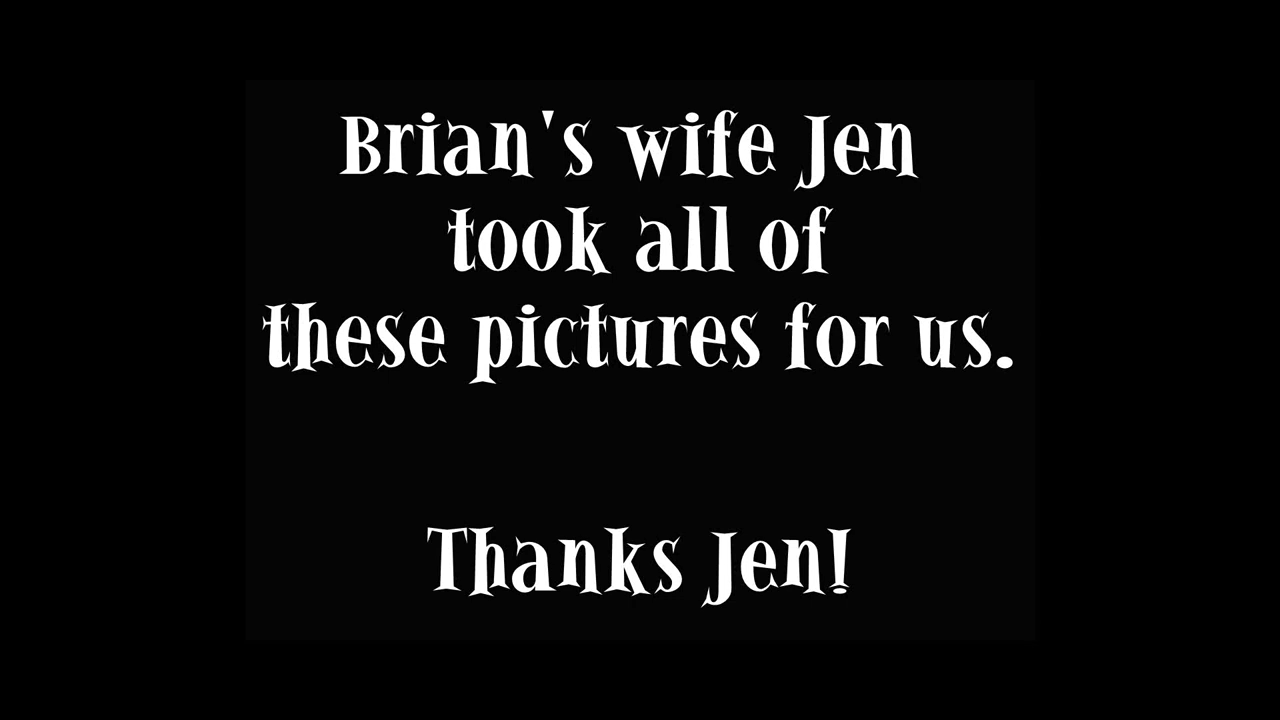 Brian's wife Jen
took all of
these pictures for us.
Thanks Jen!